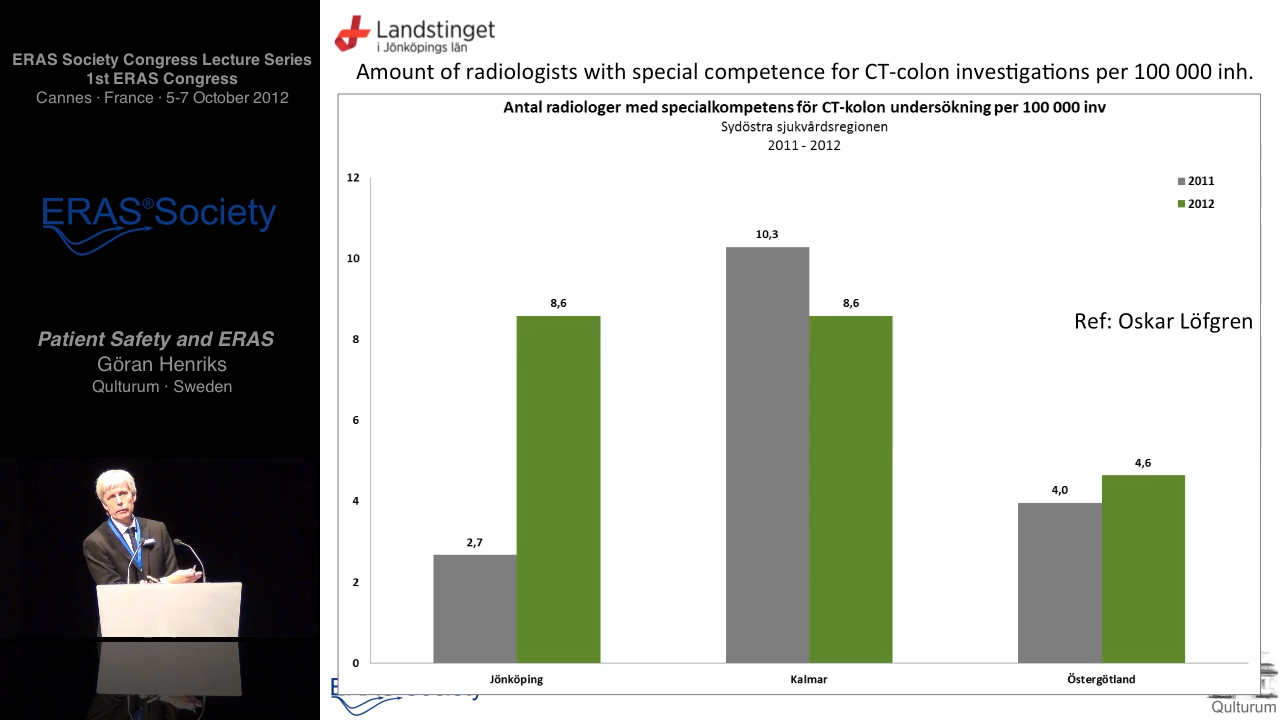 ERAS Society Congress Lecture Series
1st ERAS Congress
Cannes · France · 5-7 October 2012
ERAS®Society
Patient Safety and ERAS
Göran Henriks
Qulturum · Sweden
Landstinget
i Jönköpings län
Amount of radiologists with special competence for CT-colon investigations per 100 000 inh.
Antal radiologer med specialkompetens för CT-kolon undersökning per 100 000 inv
Sydöstra sjukvårdsregionen
2011 - 2012
2011
2012
12
10
8
6
4
2
0
2,7
8,6
10,3
8,6
4,0
4,6
Ref: Oskar Löfgren
Jönköping
Kalmar
Östergötland
Qulturum